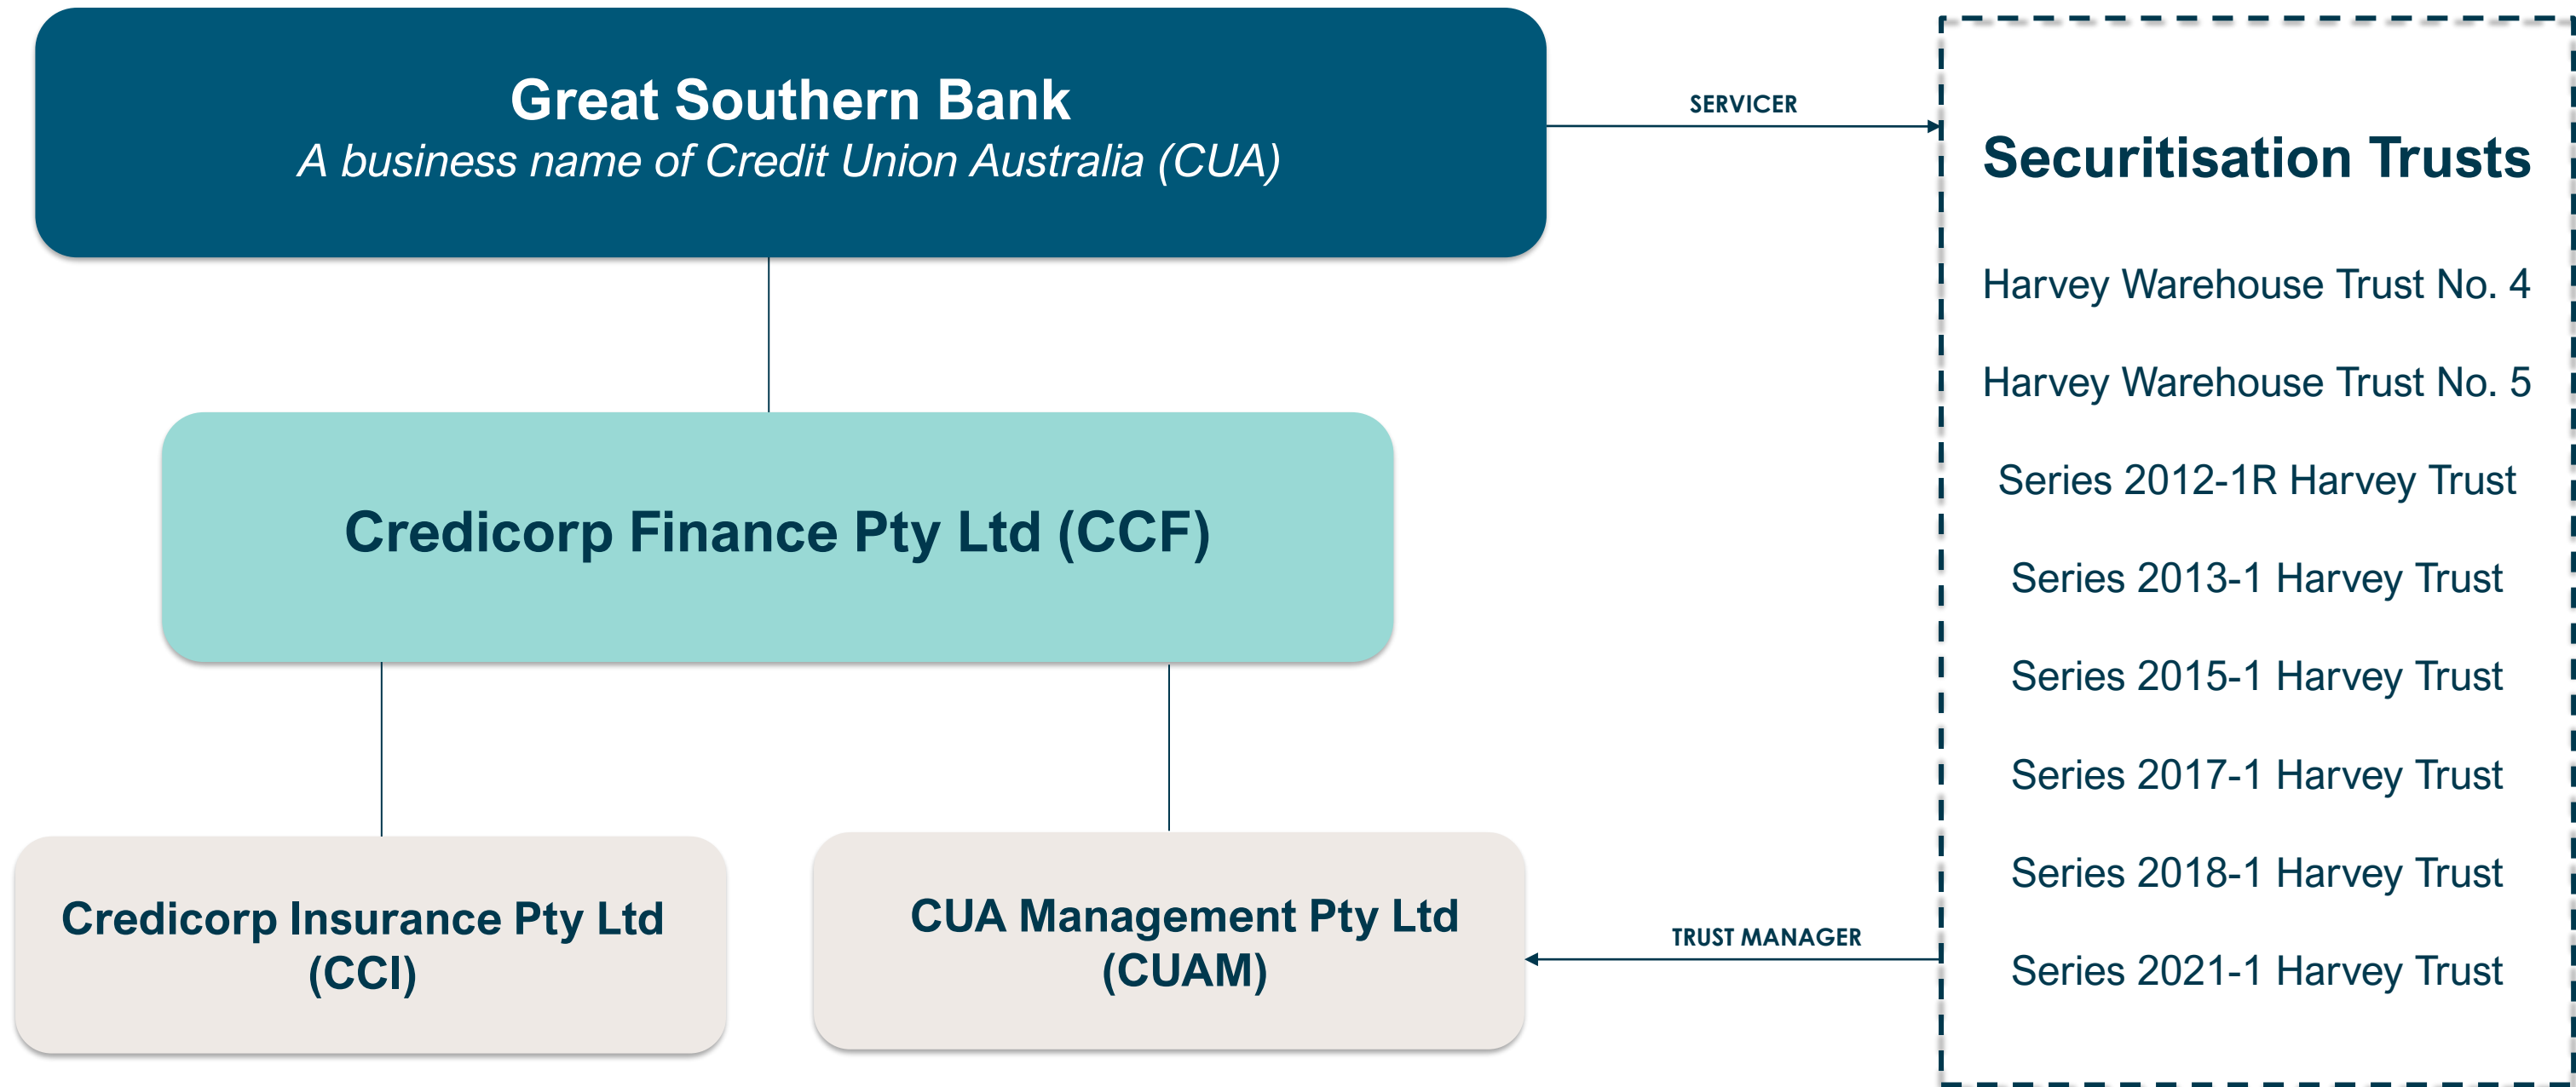 Great Southern Bank
A business name of Credit Union Australia (CUA)
SERVICER
Credicorp Finance Pty Ltd (CCF)
Credicorp Insurance Pty Ltd
(CCI)
CUA Management Pty Ltd
(CUAM)
TRUST MANAGER
Securitisation Trusts
Harvey Warehouse Trust No. 4
Harvey Warehouse Trust No. 5
Series 2012-1R Harvey Trust
Series 2013-1 Harvey Trust
Series 2015-1 Harvey Trust
Series 2017-1 Harvey Trust
Series 2018-1 Harvey Trust
Series 2021-1 Harvey Trust